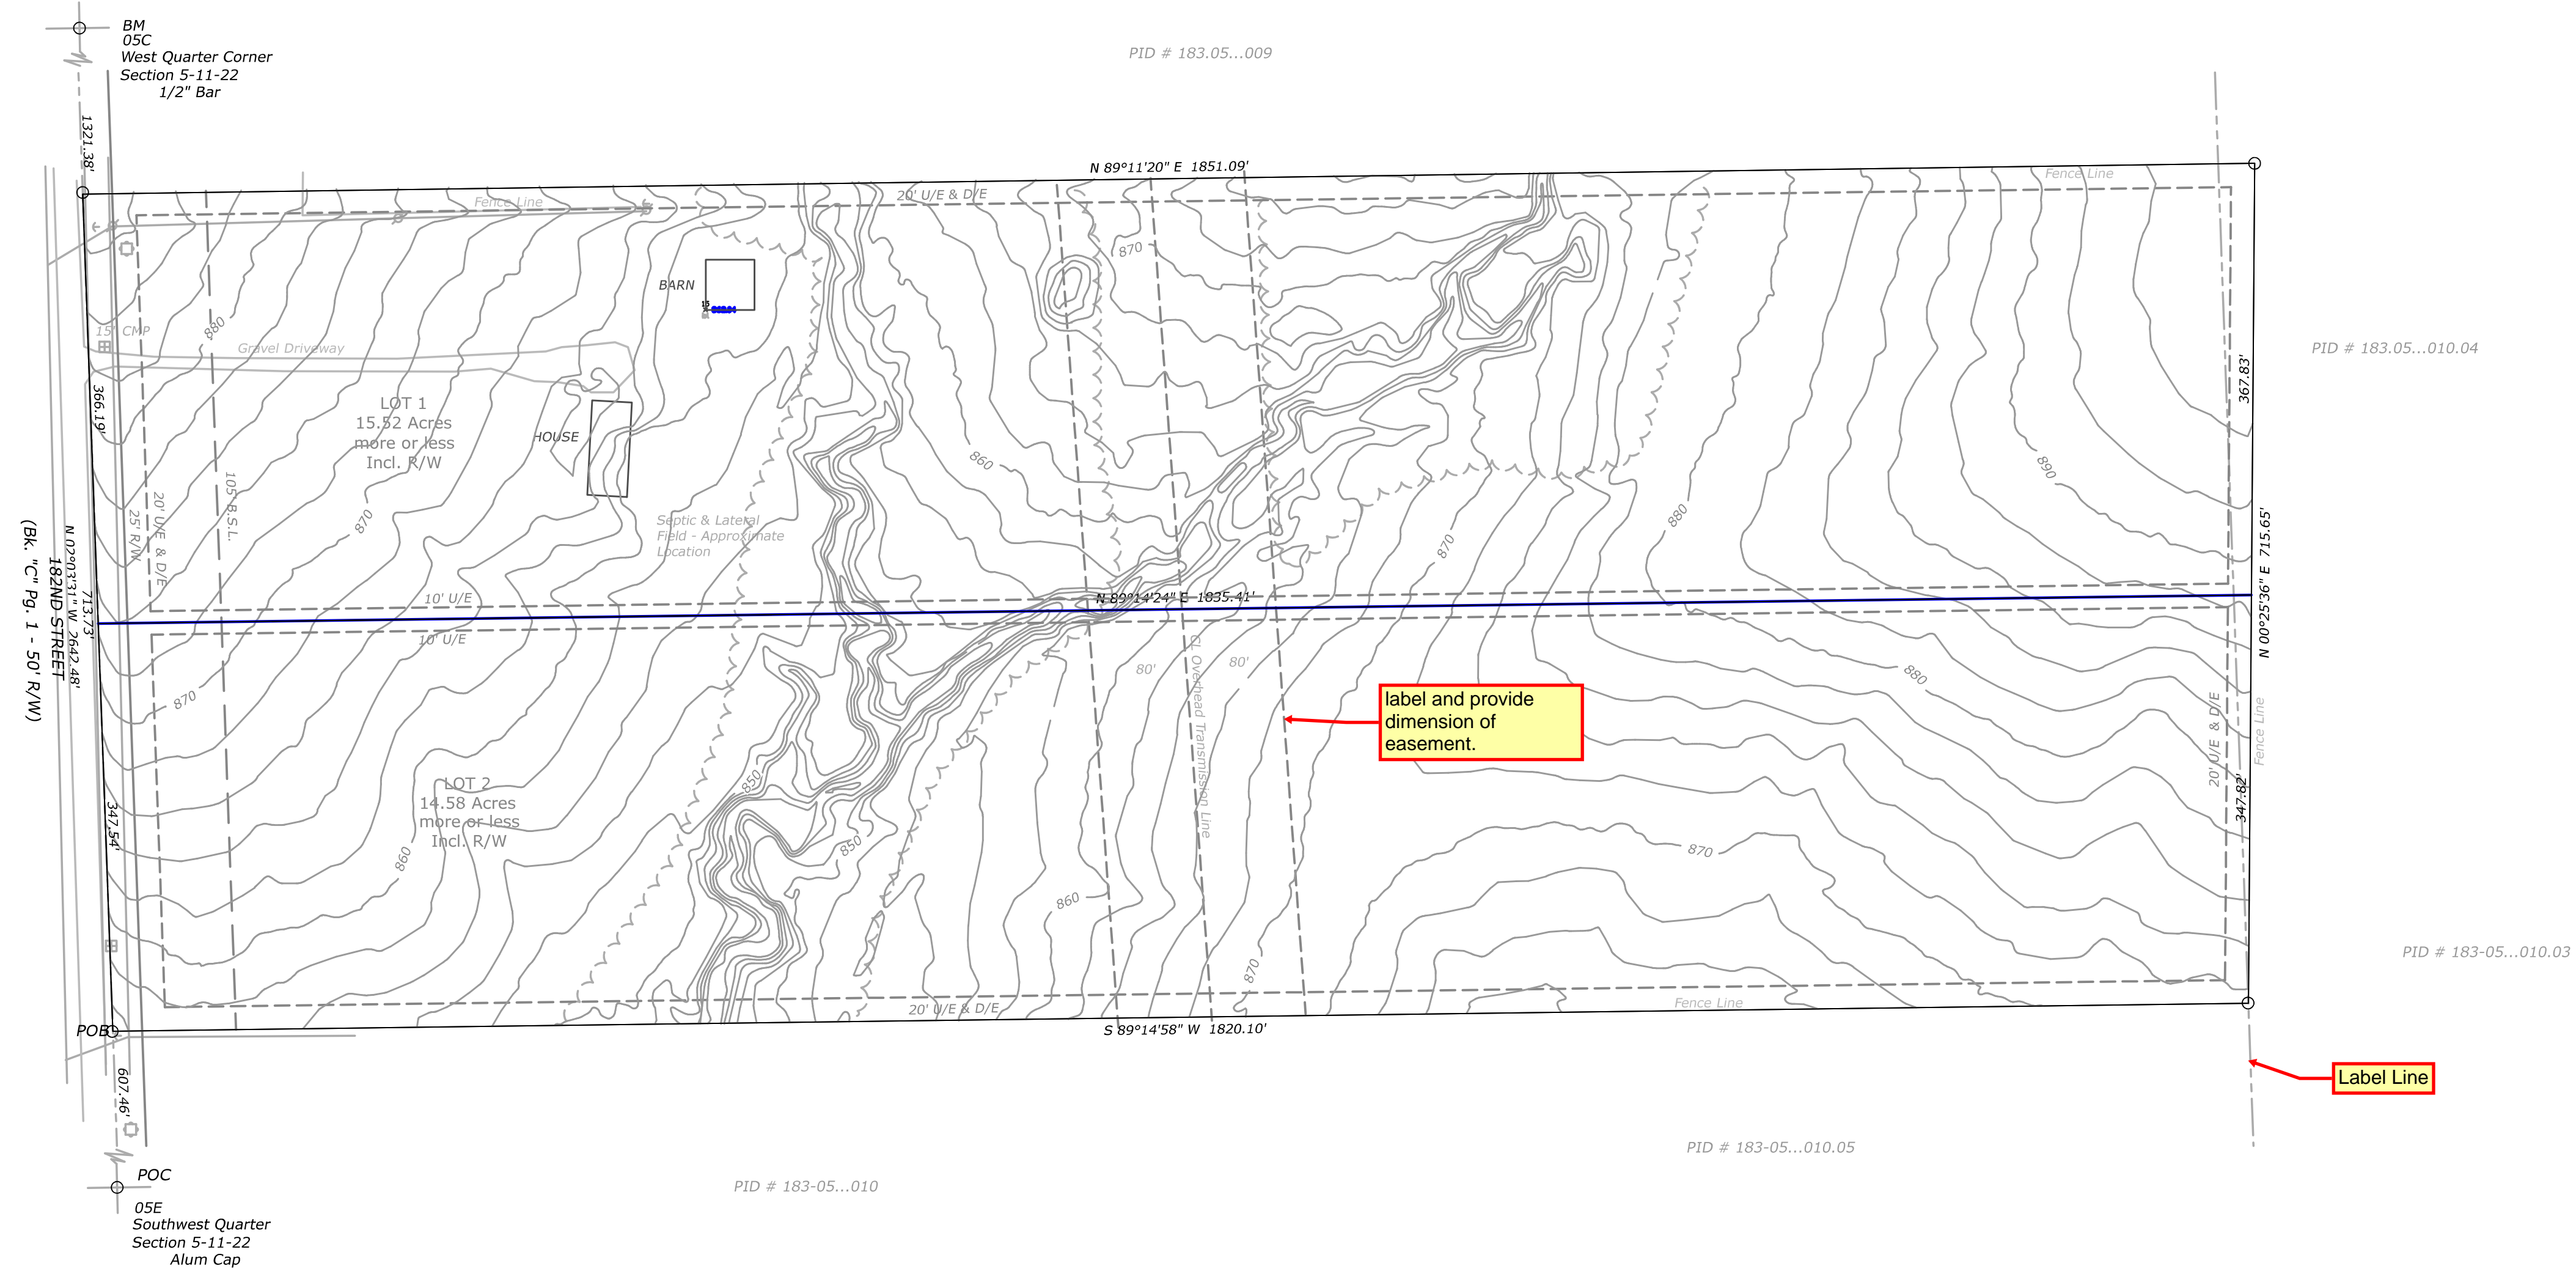 BM
05C
West Quarter Corner
Section 5-11-22
1/2" Bar
PID # 183.05...009
1321.38'
N 89°11'20" E 1851.09'
Fence Line
Fence Line
20' U/E & D/E
870
BARN
15
880
15" CMP
Gravel Driveway
PID # 183.05...010.04
367.83'
366.19'
LOT 1
15.52 Acres
more or less
Incl. R/W
HOUSE
860
890
105' B.S.L.
20' U/E & D/E
25' R/W
870
Septic & Lateral
Field - Approximate
Location
880
870
N 00°25'36" E 715.65'
(Bk. "C" Pg. 1 - 50' R/W)
182ND STREET
N 02°03'31" W 2642.48'
713.73'
10' U/E
N 89°14'24" E 1835.41'
10' U/E
80'
CL Overhead Transmission Line
80'
870
880
label and provide
dimension of
easement.
20' U/E & D/E
Fence Line
347.82'
347.54'
LOT 2
14.58 Acres
more or less
Incl. R/W
850
850
860
870
860
870
PID # 183-05...010.03
20' U/E & D/E
Fence Line
S 89°14'58" W 1820.10'
POB
607.46'
Label Line
PID # 183-05...010.05
POC
PID # 183-05...010
05E
Southwest Quarter
Section 5-11-22
Alum Cap